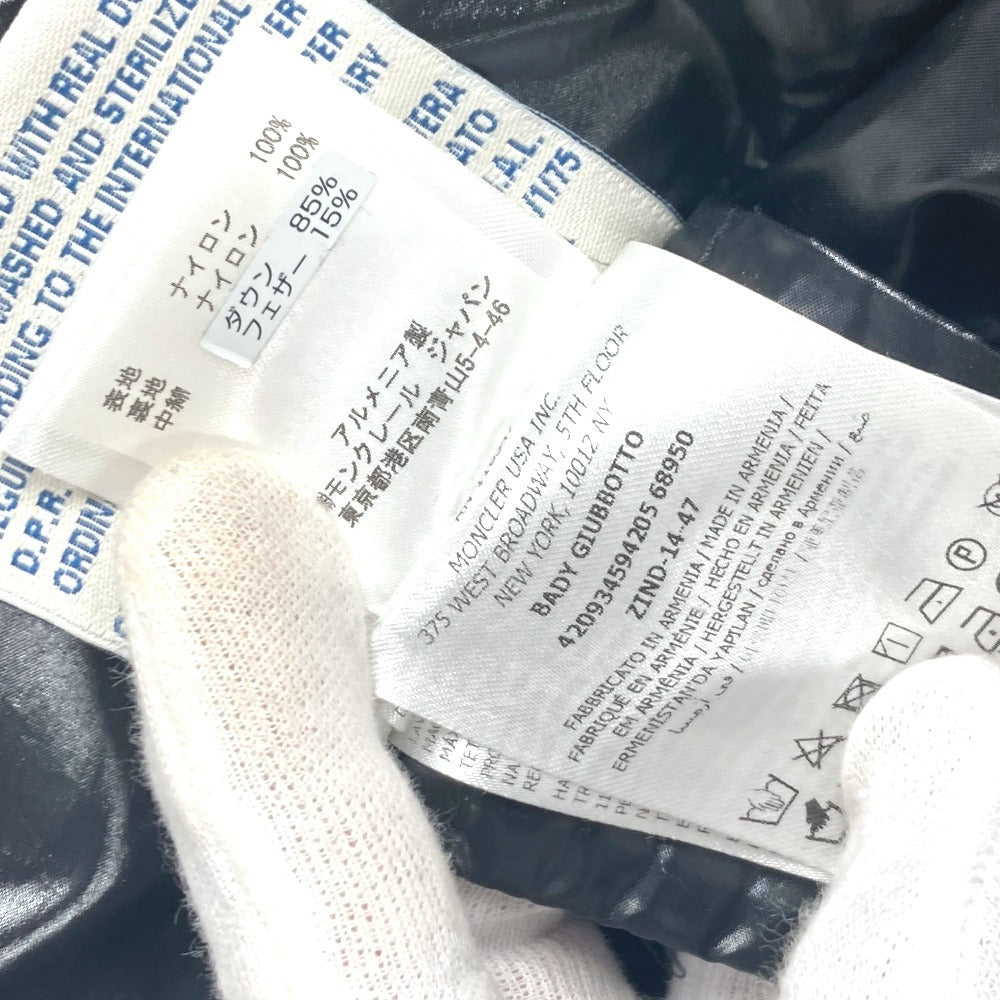 WITH REAL D
WASHED AND STERILIZE
DING TO THE INTERNATIONAL
D.P.R.
ORDIN
ER
ARY
ERA
ATO
A.L.
/1/75
表地 ナイロン 100%
裏地 ナイロン 100%
中綿 ダウン 85%
フェザー 15%
アルメニア製
㈱モンクレール ジャパン
東京都港区南青山5-4-46
MONCLER USA INC.
375 WEST BROADWAY, 5TH FLOOR
NEW YORK, 10012 NY
BADY GIUBBOTTO
420934594205 68950
ZIND-14-47
FABBRICATO IN ARMENIA / MADE IN ARMENIA /
FABRIQUÉ EN ARMÉNIE / HECHO EN ARMENIA / FEITA
EM ARMÊNIA / HERGESTELLT IN ARMENIEN /
ERMENISTAN'DA YAPILAN / сделано в Армении /
P